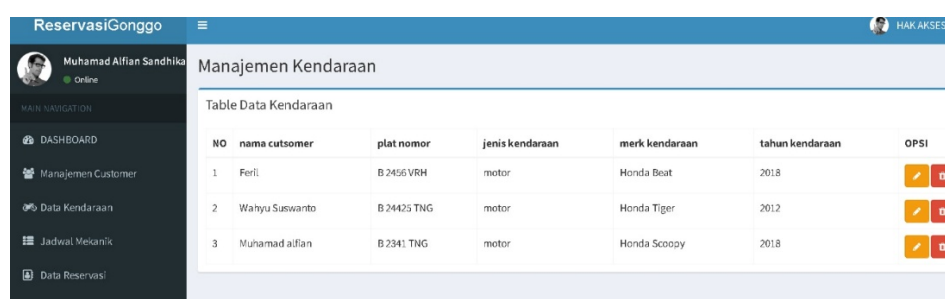 ReservasiGonggo
HAK AKSES
Muhamad Alfian Sandhika
Online
MAIN NAVIGATION
DASHBOARD
Manajemen Customer
Data Kendaraan
Jadwal Mekanik
Data Reservasi
Manajemen Kendaraan
Table Data Kendaraan
NO nama cutsomer plat nomor jenis kendaraan merk kendaraan tahun kendaraan OPSI
1 Feril B 2456 VRH motor Honda Beat 2018
2 Wahyu Suswanto B 24425 TNG motor Honda Tiger 2012
3 Muhamad alfian B 2341 TNG motor Honda Scoopy 2018